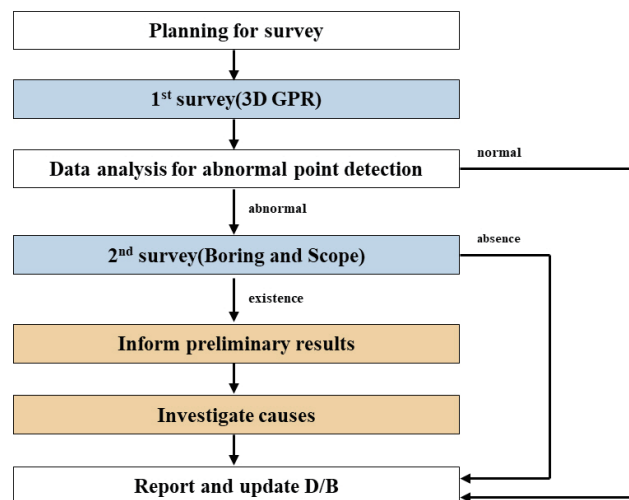 Planning for survey
1st survey(3D GPR)
Data analysis for abnormal point detection
normal
abnormal
2nd survey(Boring and Scope)
absence
existence
Inform preliminary results
Investigate causes
Report and update D/B